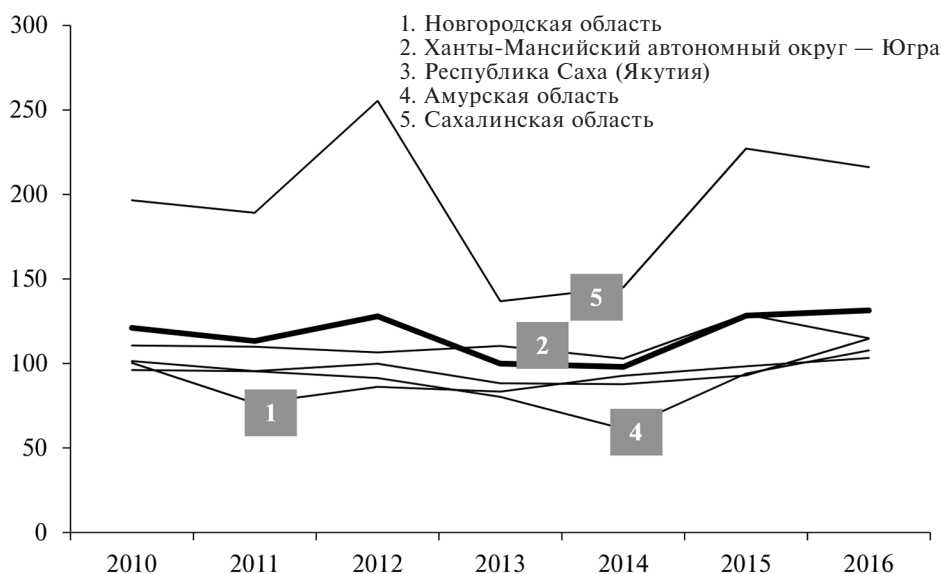 300
1. Новгородская область
2. Ханты-Мансийский автономный округ — Югра
3. Республика Саха (Якутия)
4. Амурская область
5. Сахалинская область
250
200
150
5
2
100
1
4
50
0
2010 2011 2012 2013 2014 2015 2016